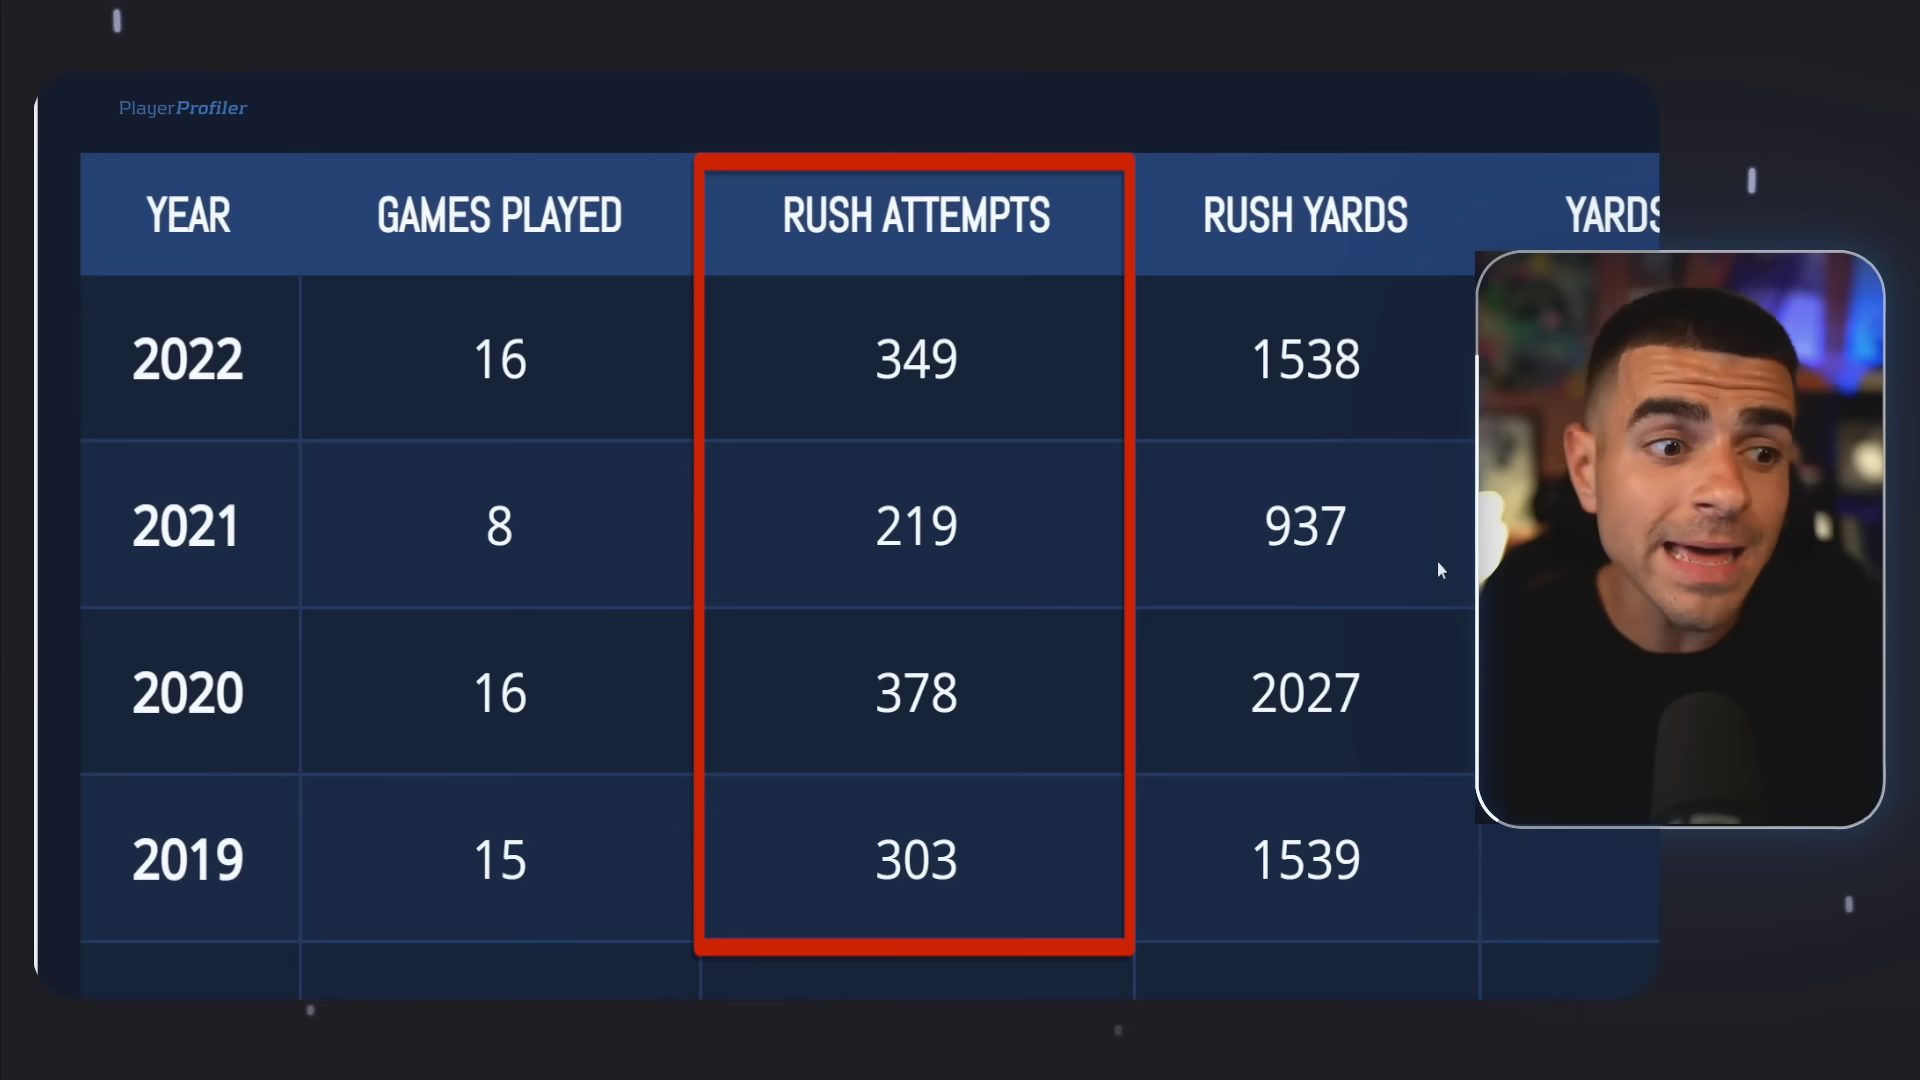 PlayerProfiler
YEAR GAMES PLAYED RUSH ATTEMPTS RUSH YARDS YARDS
2022 16 349 1538
2021 8 219 937
2020 16 378 2027
2019 15 303 1539